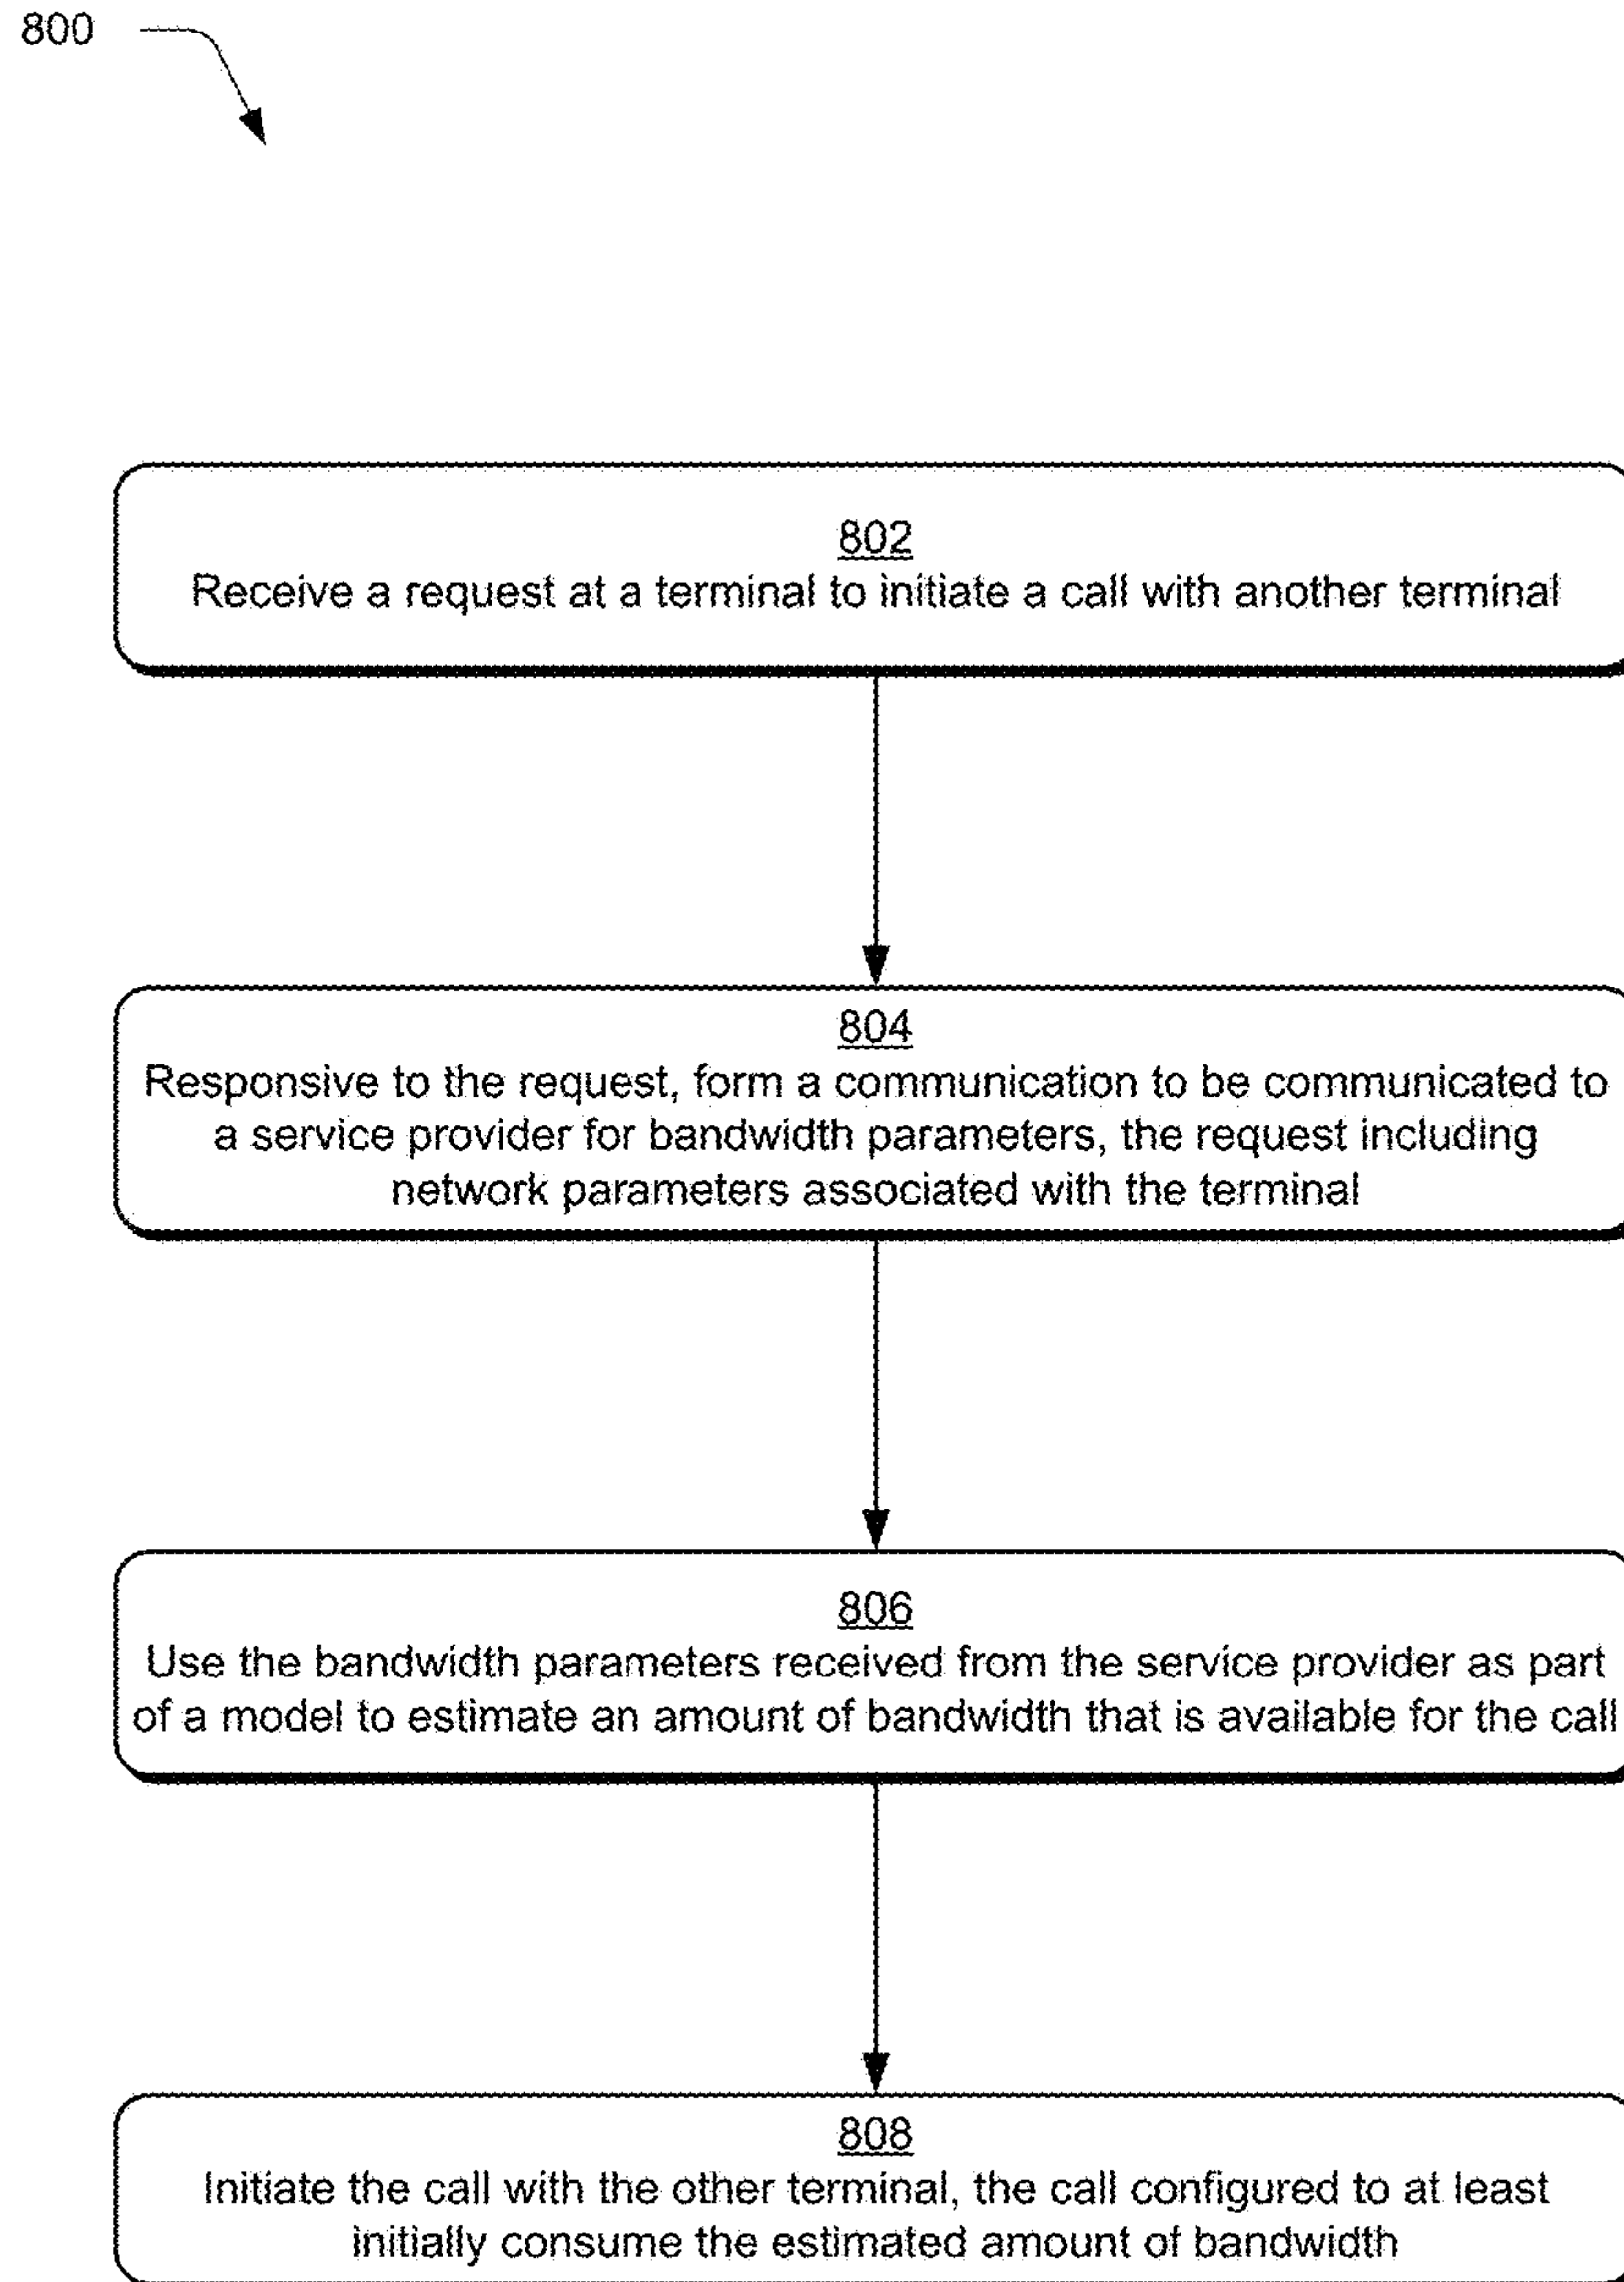 800
802
Receive a request at a terminal to initiate a call with another terminal
804
Responsive to the request, form a communication to be communicated to
a service provider for bandwidth parameters, the request including
network parameters associated with the terminal
806
Use the bandwidth parameters received from the service provider as part
of a model to estimate an amount of bandwidth that is available for the call
808
Initiate the call with the other terminal, the call configured to at least
initially consume the estimated amount of bandwidth